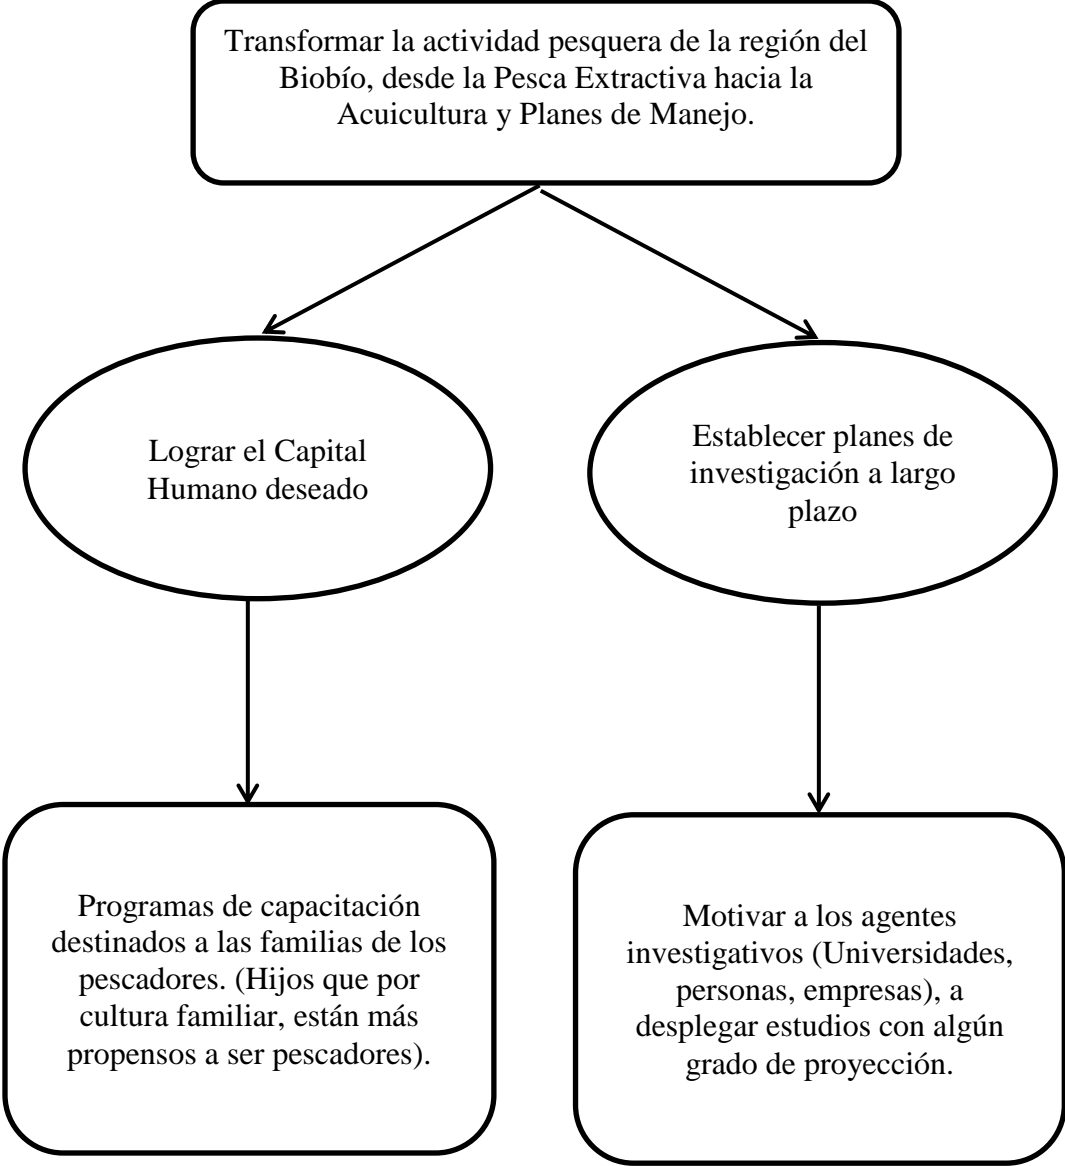 Transformar la actividad pesquera de la región del
Biobío, desde la Pesca Extractiva hacia la
Acuicultura y Planes de Manejo.
Lograr el Capital
Humano deseado
Establecer planes de
investigación a largo
plazo
Programas de capacitación
destinados a las familias de los
pescadores. (Hijos que por
cultura familiar, están más
propensos a ser pescadores).
Motivar a los agentes
investigativos (Universidades,
personas, empresas), a
desplegar estudios con algún
grado de proyección.